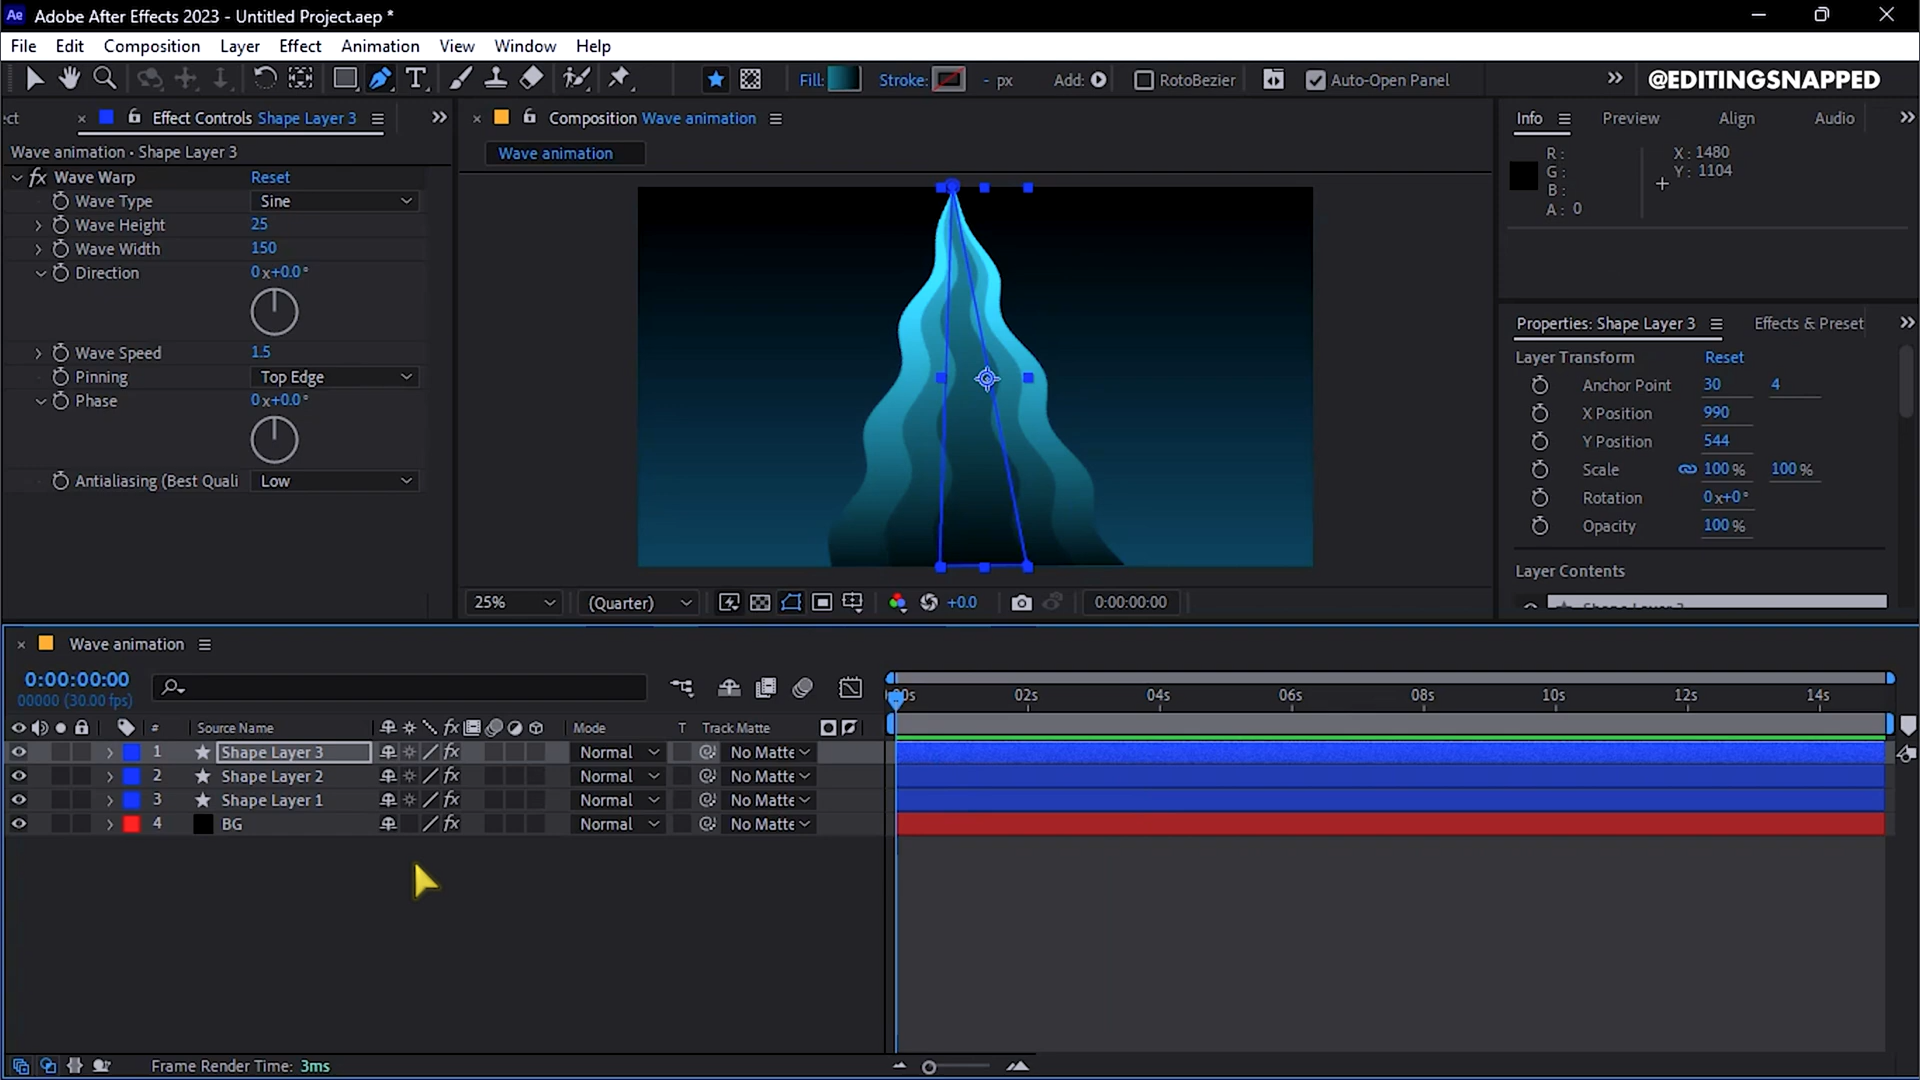 Ae Adobe After Effects 2023 - Untitled Project.aep *
File Edit Composition Layer Effect Animation View Window Help
Fill: Stroke: - px Add: RotoBezier Auto-Open Panel @EDITINGSNAPPED
ect × Effect Controls Shape Layer 3
Wave animation • Shape Layer 3
fx Wave Warp Reset
Wave Type Sine
Wave Height 25
Wave Width 150
Direction 0x+0.0°
Wave Speed 1.5
Pinning Top Edge
Phase 0x+0.0°
Antialiasing (Best Quali Low
× Composition Wave animation
Wave animation
25% (Quarter) +0.0 0:00:00:00
Info Preview Align Audio
R: X: 1480
G: Y: 1104
B:
A: 0
Properties: Shape Layer 3 Effects & Preset
Layer Transform Reset
Anchor Point 30 4
X Position 990
Y Position 544
Scale 100% 100%
Rotation 0x+0°
Opacity 100%
Layer Contents
× Wave animation
0:00:00:00
00000 (30.00 fps)
00s 02s 04s 06s 08s 10s 12s 14s
# Source Name fx Mode T Track Matte
1 Shape Layer 3 fx Normal No Matte
2 Shape Layer 2 fx Normal No Matte
3 Shape Layer 1 fx Normal No Matte
4 BG fx Normal No Matte
Frame Render Time: 3ms